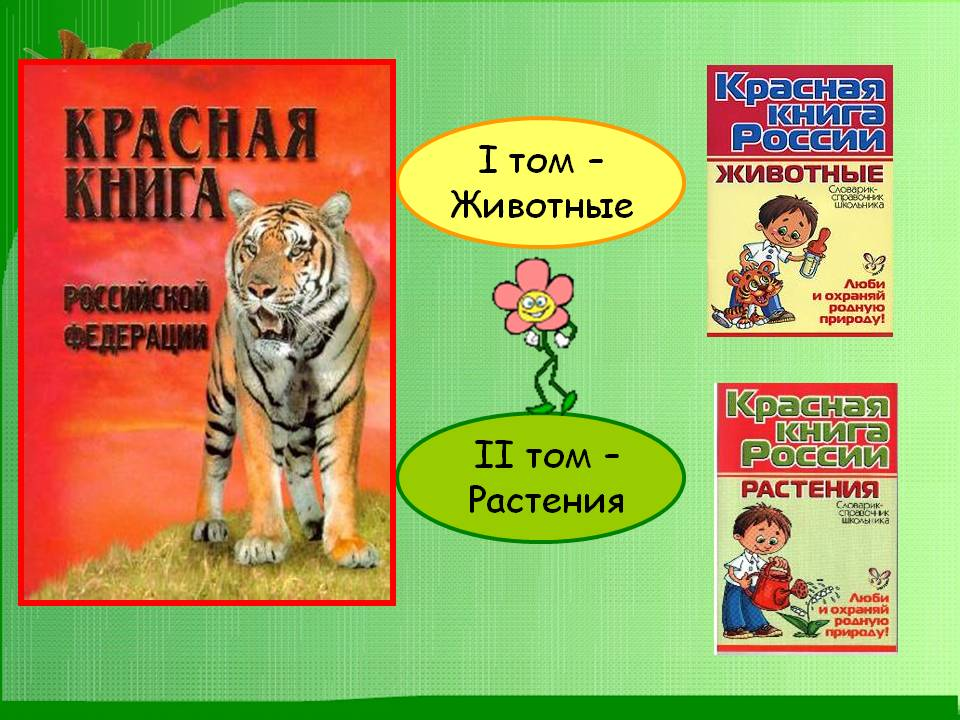 КРАСНАЯ
КНИГА
РОССИЙСКОЙ
ФЕДЕРАЦИИ
I том –
Животные
II том –
Растения
Красная
книга
России
ЖИВОТНЫЕ
Словарик-
справочник
школьника
Люби
и охраняй
родную
природу!
Красная
книга
России
РАСТЕНИЯ
Словарик-
справочник
школьника
Люби
и охраняй
родную
природу!